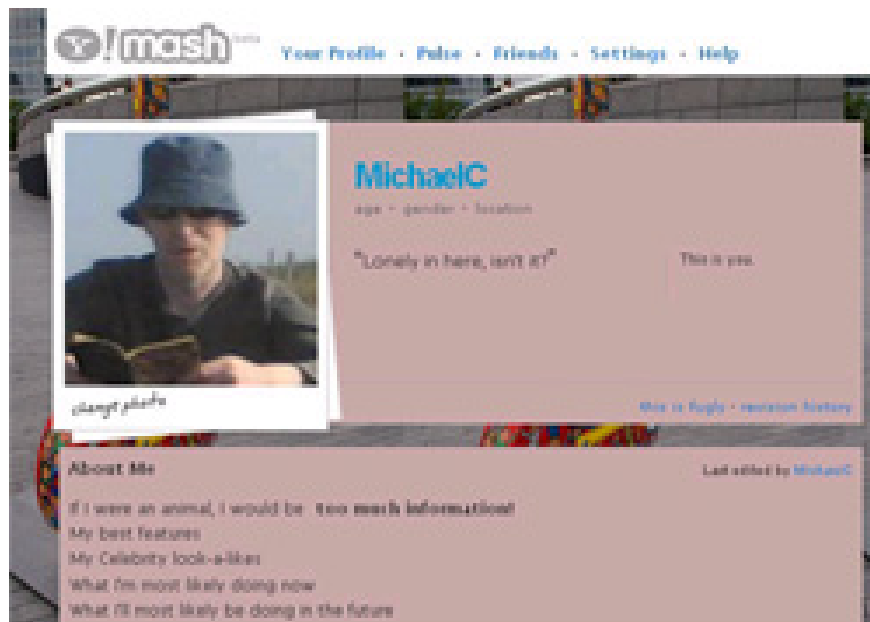 Y! mash beta
Your Profile · Pulse · Friends · Settings · Help
MichaelC
age · gender · location
"Lonely in here, isn't it?"
This is you.
change photo
this is fugly · revision history
About Me
Last edited by MichaelC
If I were an animal, I would be too much information!
My best features
My Celebrity look-a-likes
What I'm most likely doing now
What I'll most likely be doing in the future